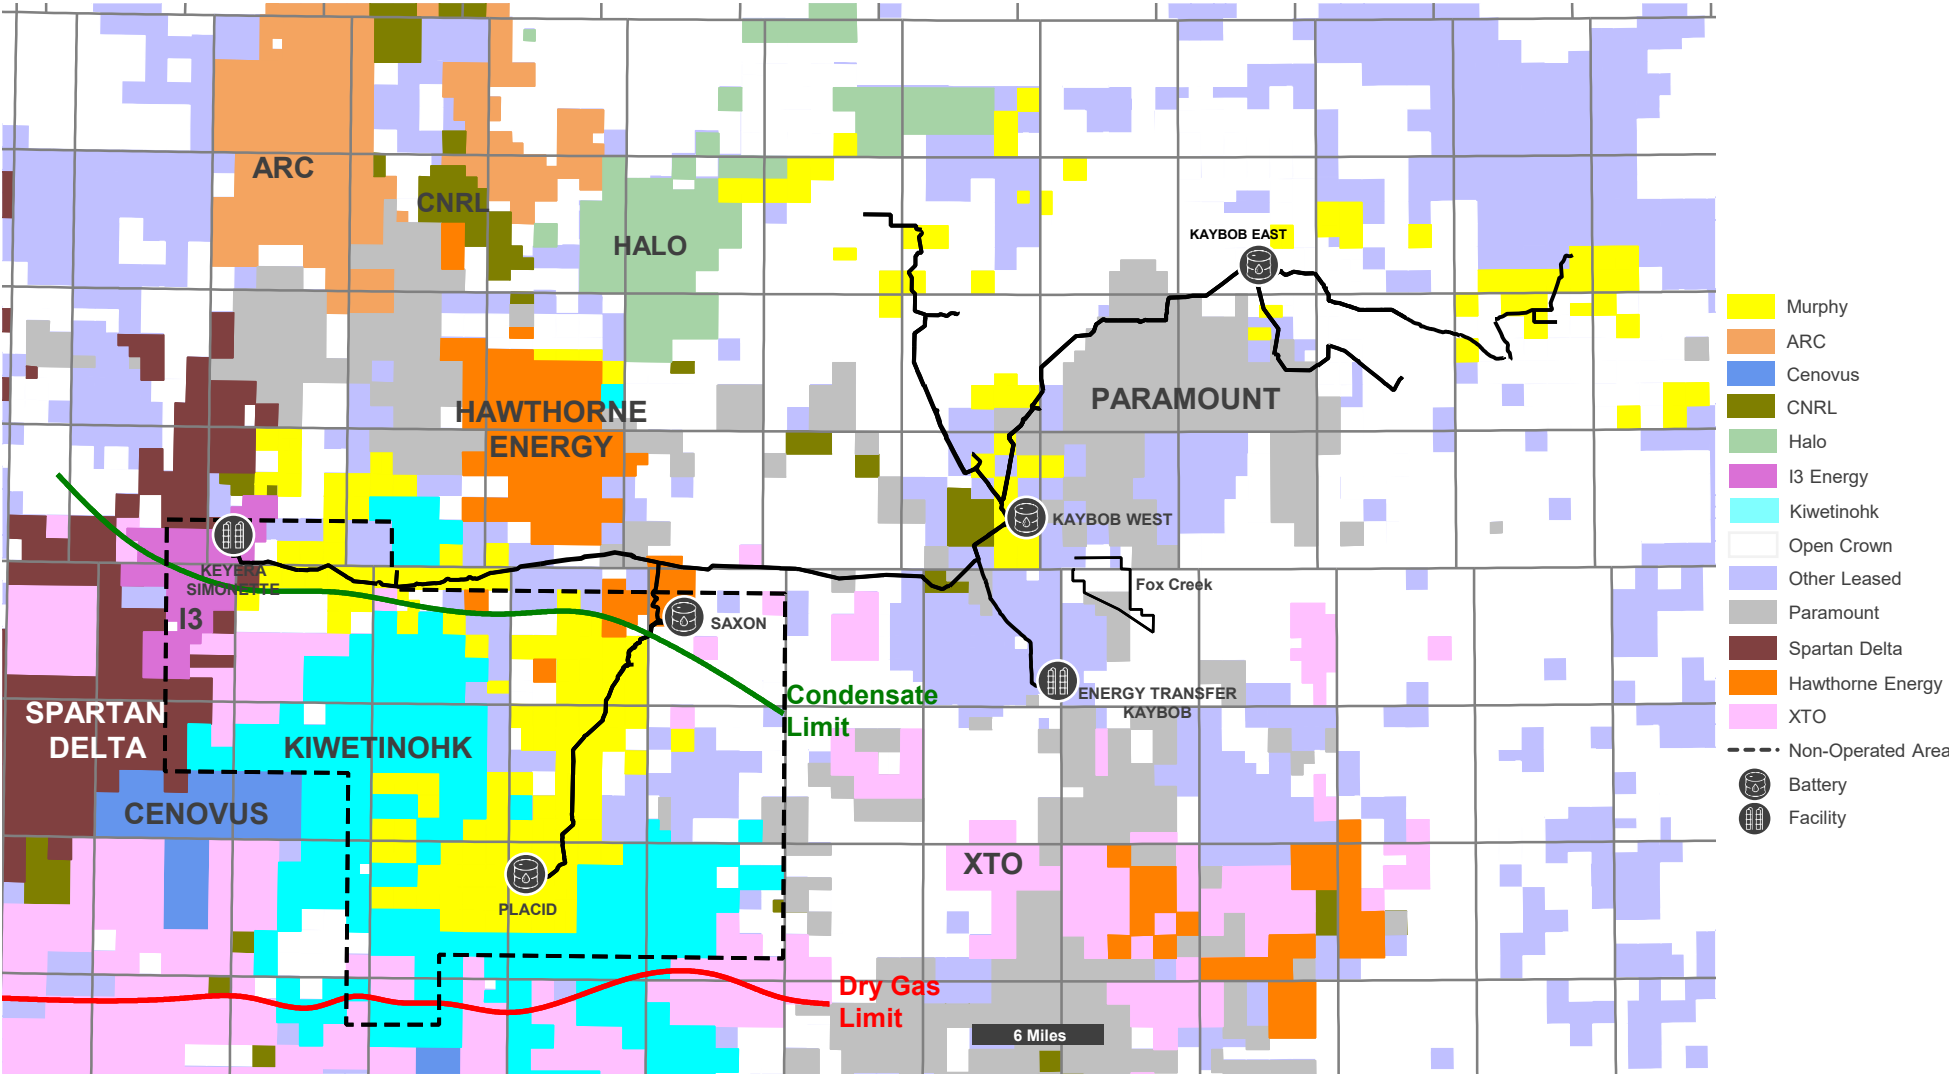 ARC
CNRL
HALO
KAYBOB EAST
HAWTHORNE
ENERGY
PARAMOUNT
KAYBOB WEST
KEYERA
SIMONETTE
I3
SAXON
Fox Creek
SPARTAN
DELTA
KIWETINOHK
Condensate
Limit
ENERGY TRANSFER
KAYBOB
CENOVUS
XTO
PLACID
Dry Gas
Limit
6 Miles
Murphy
ARC
Cenovus
CNRL
Halo
I3 Energy
Kiwetinohk
Open Crown
Other Leased
Paramount
Spartan Delta
Hawthorne Energy
XTO
Non-Operated Area
Battery
Facility